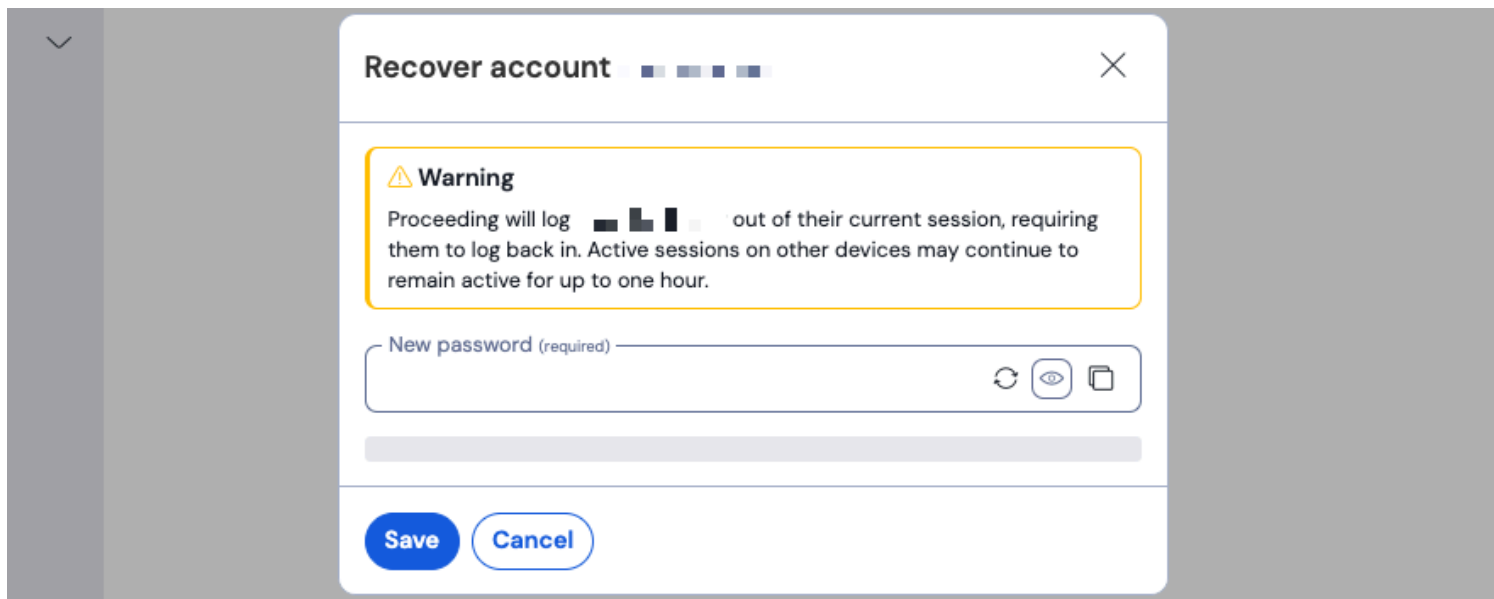 Recover account
Warning
Proceeding will log out of their current session, requiring
them to log back in. Active sessions on other devices may continue to
remain active for up to one hour.
New password (required)
Save Cancel